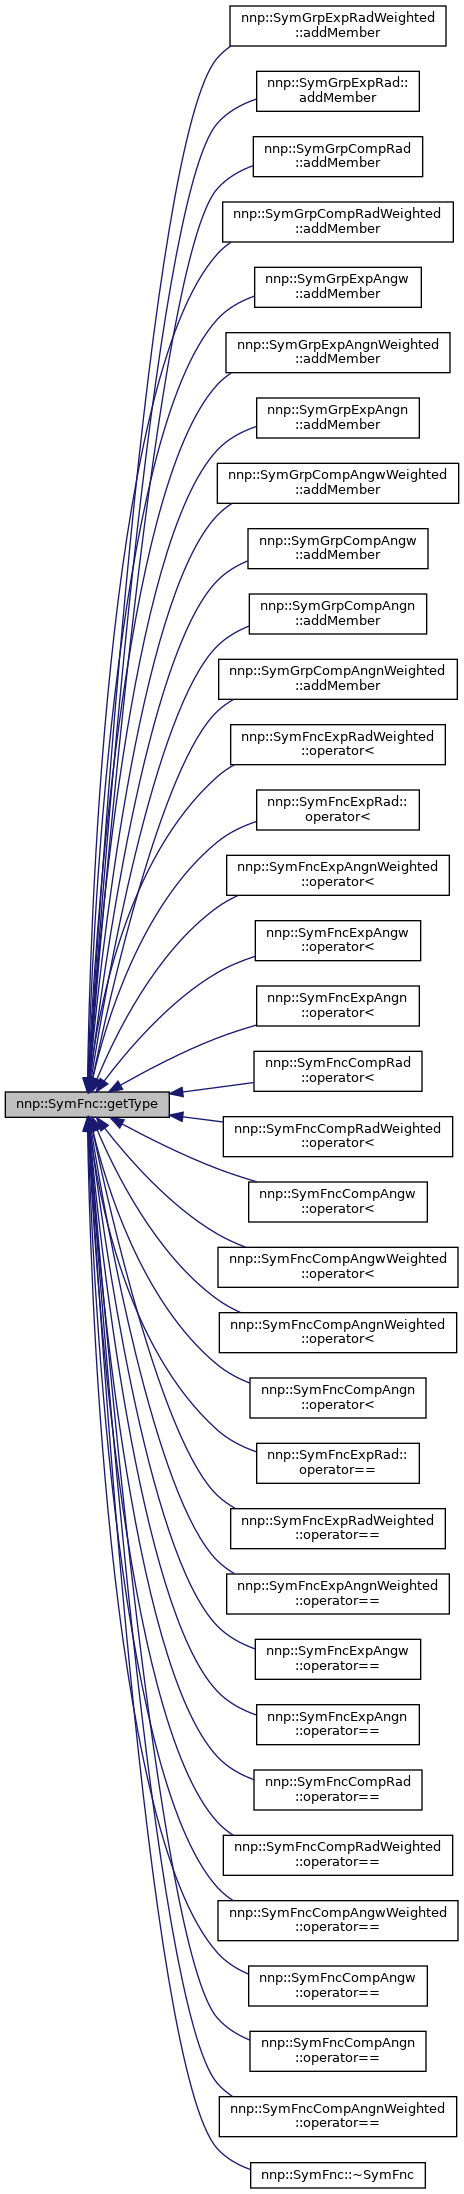 nnp::SymGrpExpRadWeighted
::addMember
nnp::SymGrpExpRad::
addMember
nnp::SymGrpCompRad
::addMember
nnp::SymGrpCompRadWeighted
::addMember
nnp::SymGrpExpAngw
::addMember
nnp::SymGrpExpAngnWeighted
::addMember
nnp::SymGrpExpAngn
::addMember
nnp::SymGrpCompAngwWeighted
::addMember
nnp::SymGrpCompAngw
::addMember
nnp::SymGrpCompAngn
::addMember
nnp::SymGrpCompAngnWeighted
::addMember
nnp::SymFncExpRadWeighted
::operator<
nnp::SymFncExpRad::
operator<
nnp::SymFncExpAngnWeighted
::operator<
nnp::SymFncExpAngw
::operator<
nnp::SymFncExpAngn
::operator<
nnp::SymFncCompRad
::operator<
nnp::SymFnc::getType
nnp::SymFncCompRadWeighted
::operator<
nnp::SymFncCompAngw
::operator<
nnp::SymFncCompAngwWeighted
::operator<
nnp::SymFncCompAngnWeighted
::operator<
nnp::SymFncCompAngn
::operator<
nnp::SymFncExpRad::
operator==
nnp::SymFncExpRadWeighted
::operator==
nnp::SymFncExpAngnWeighted
::operator==
nnp::SymFncExpAngw
::operator==
nnp::SymFncExpAngn
::operator==
nnp::SymFncCompRad
::operator==
nnp::SymFncCompRadWeighted
::operator==
nnp::SymFncCompAngwWeighted
::operator==
nnp::SymFncCompAngw
::operator==
nnp::SymFncCompAngn
::operator==
nnp::SymFncCompAngnWeighted
::operator==
nnp::SymFnc::~SymFnc